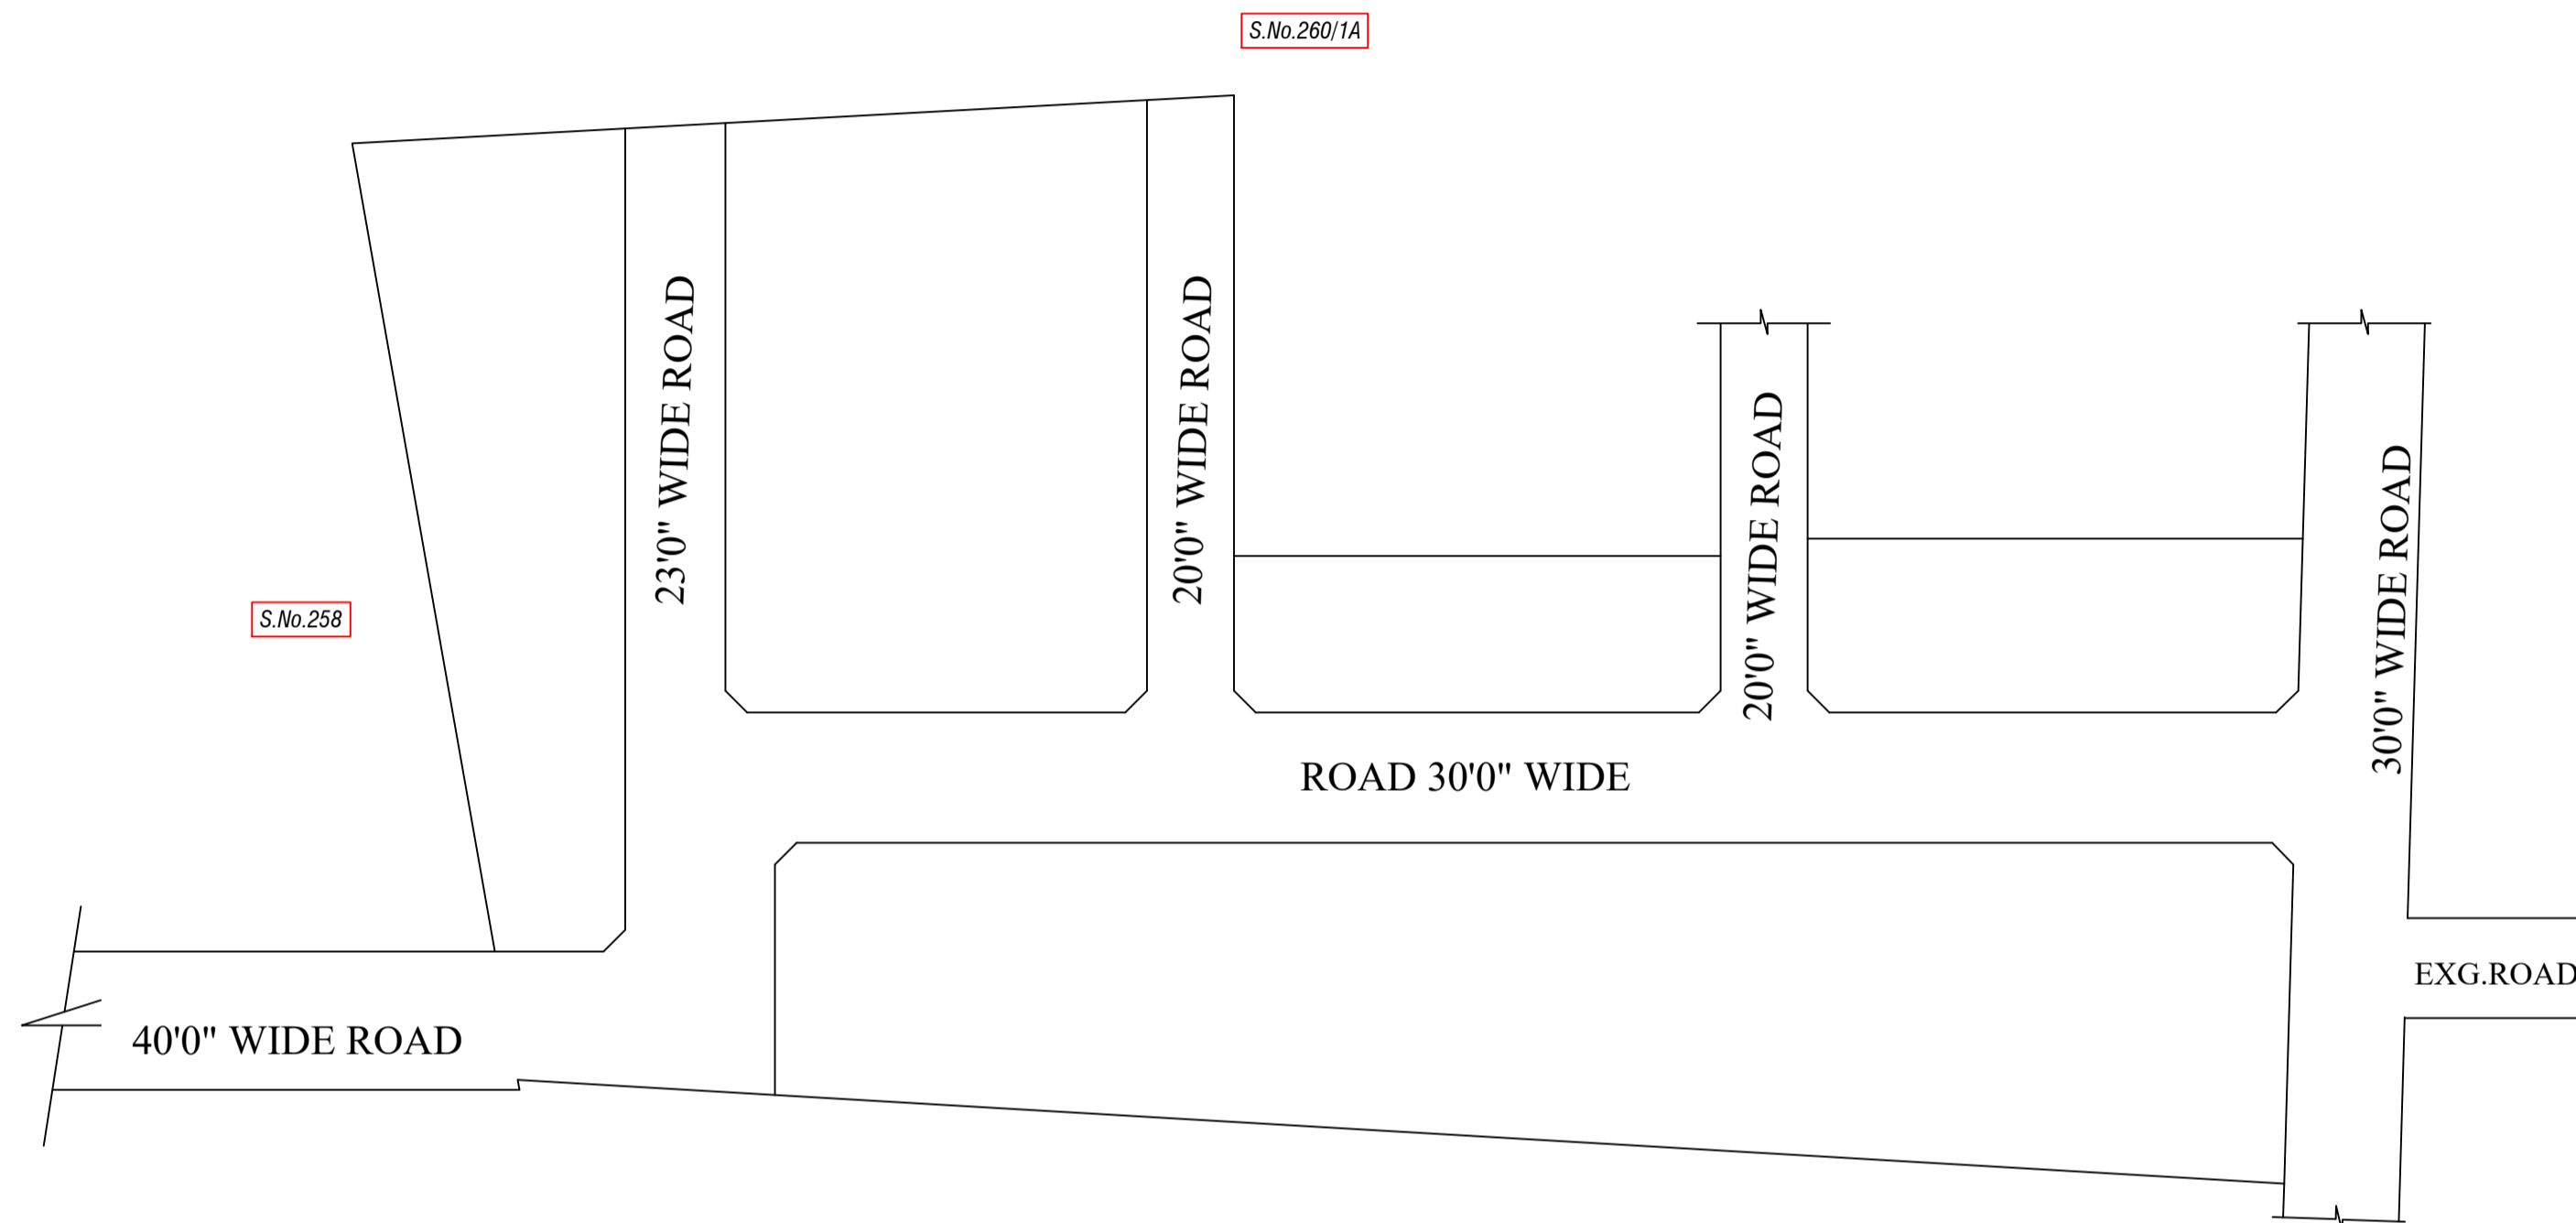 S.No.260/1A
23'0" WIDE ROAD
20'0" WIDE ROAD
20'0" WIDE ROAD
30'0" WIDE ROAD
S.No.258
ROAD 30'0" WIDE
EXG.ROAD
40'0" WIDE ROAD